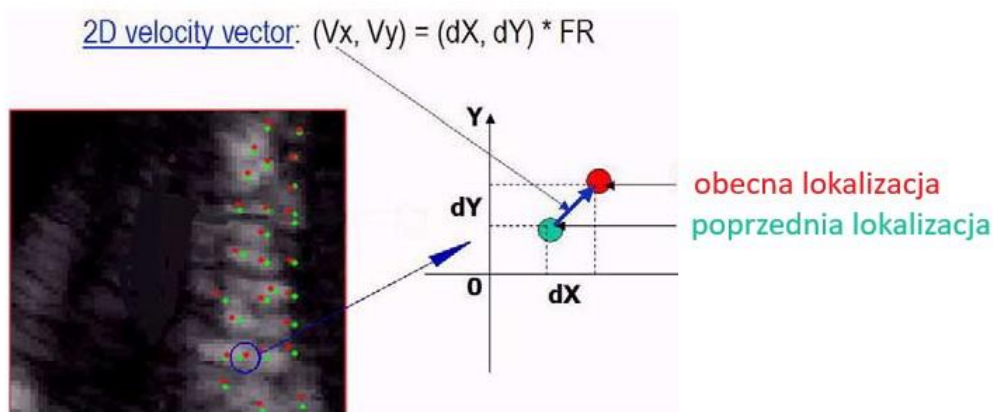 2D velocity vector: (Vx, Vy) = (dX, dY) * FR
Y
obecna lokalizacja
dY
poprzednia lokalizacja
0
dX